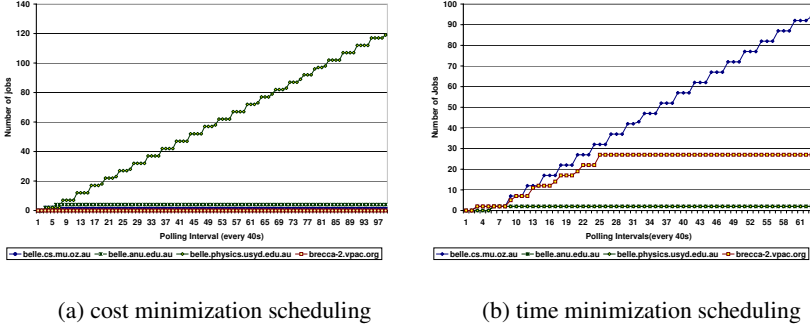 140
120
100
80
60
40
20
0
Number of jobs
1 5 9 13 17 21 25 29 33 37 41 45 49 53 57 61 65 69 73 77 81 85 89 93 97
Polling Interval (every 40s)
belle.cs.mu.oz.au belle.anu.edu.au belle.physics.usyd.edu.au brecca-2.vpac.org
(a) cost minimization scheduling
100
90
80
70
60
50
40
30
20
10
0
Number of Jobs
1 4 7 10 13 16 19 22 25 28 31 34 37 40 43 46 49 52 55 58 61
Polling Intervals(every 40s)
belle.cs.mu.oz.au belle.anu.edu.au belle.physics.usyd.edu.au brecca-2.vpac.org
(b) time minimization scheduling